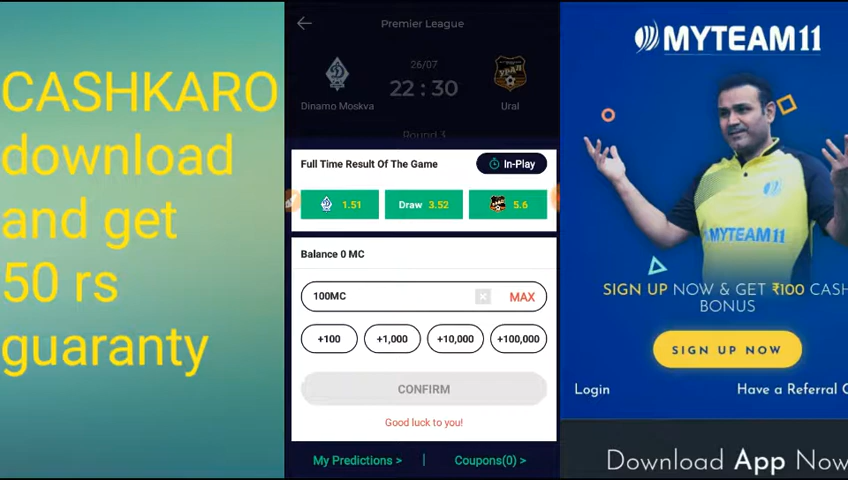 CASHKARO
download
and get
50 rs
guaranty
Premier League
26/07
22 : 30
Dinamo Moskva
Ural
Round 3
Full Time Result Of The Game
In-Play
1.51
Draw 3.52
УРАЛ
5.6
Balance 0 MC
100MC
MAX
+100
+1,000
+10,000
+100,000
CONFIRM
Good luck to you!
My Predictions >
Coupons(0) >
MYTEAM11
MYTEAM11
SIGN UP NOW & GET ₹100 CASH
BONUS
SIGN UP NOW
Login
Have a Referral C
Download App Now